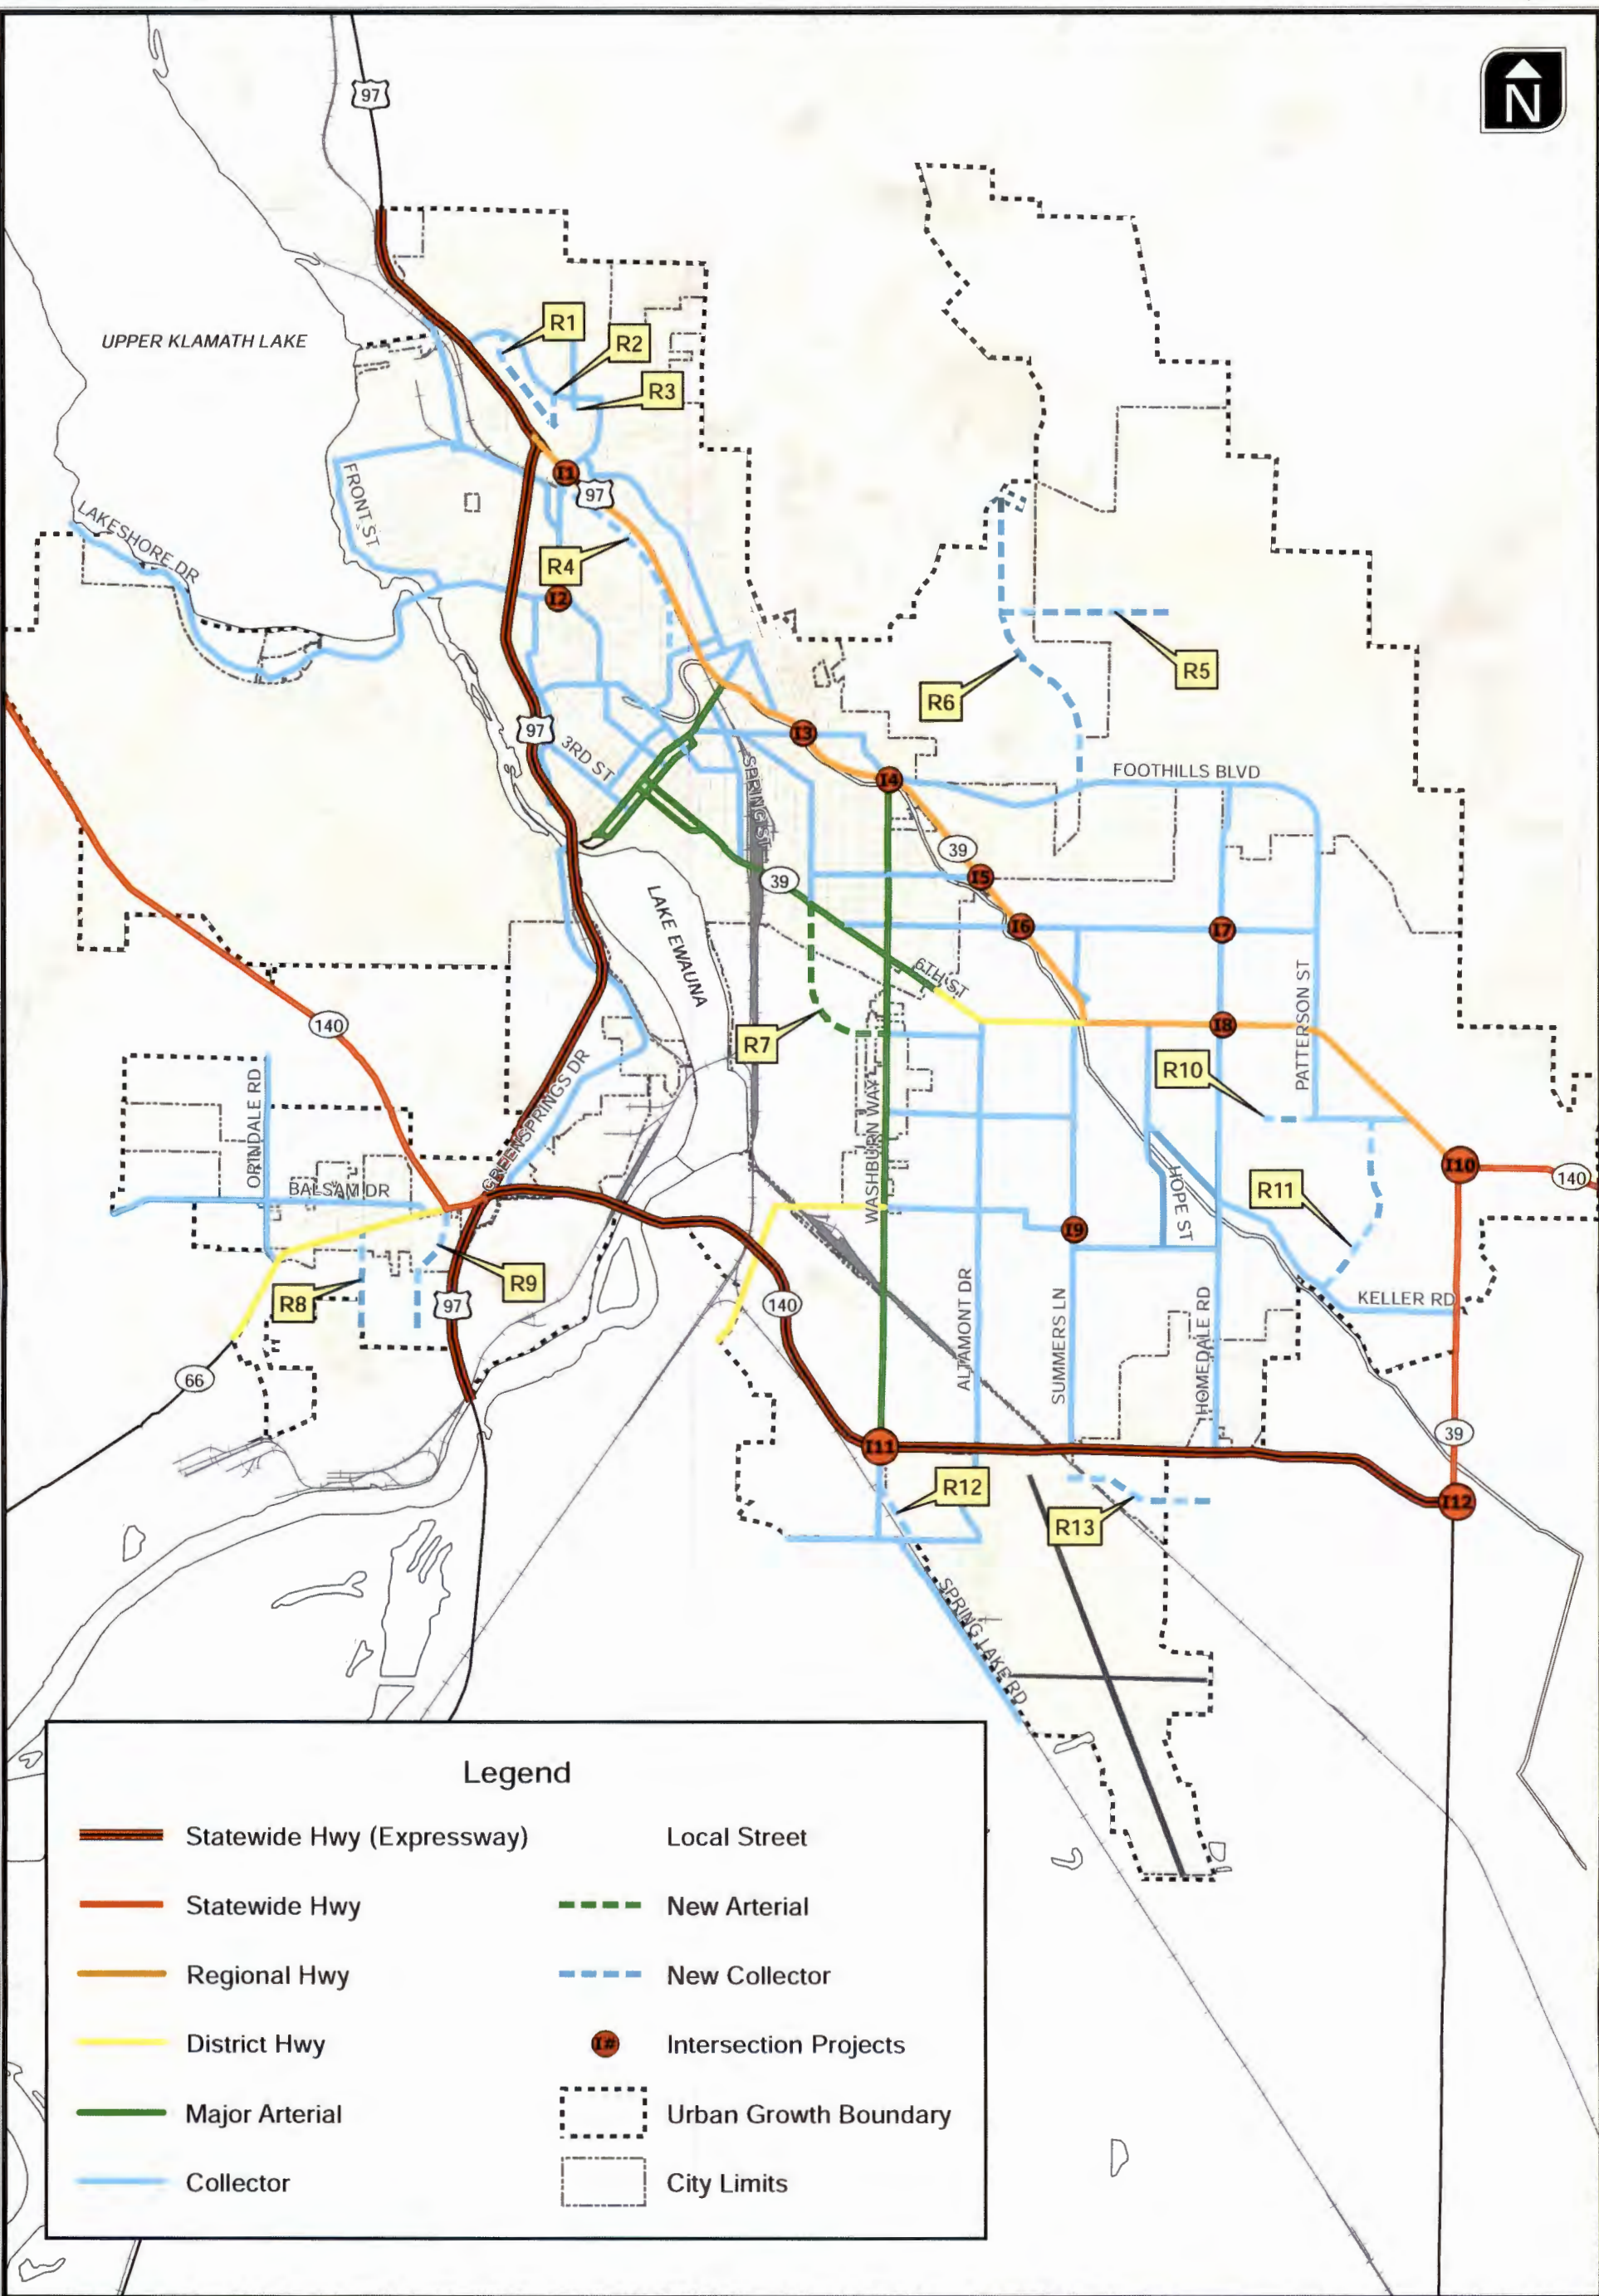 97
N
R1
R2
UPPER KLAMATH LAKE
R3
I1
97
FRONT ST
LAKESHORE DR
R4
I2
R5
R6
97
I3
3RD ST
SPRING ST
I4
FOOTHILLS BLVD
39
I5
39
LAKE EWAUNA
I6
I7
6TH ST
140
R7
I8
PATTERSON ST
R10
GREENSPRINGS DR
ORINDALE RD
WASHBURN WAY
I10
140
BALSAM DR
R11
HOPE ST
I9
R9
R8
97
140
KELLER RD
ALTAMONT DR
SUMMERS LN
HOMEDALE RD
66
39
I11
R12
I12
R13
SPRING LAKE RD
Legend
Statewide Hwy (Expressway)
Local Street
Statewide Hwy
New Arterial
Regional Hwy
New Collector
District Hwy
I#
Intersection Projects
Major Arterial
Urban Growth Boundary
Collector
City Limits